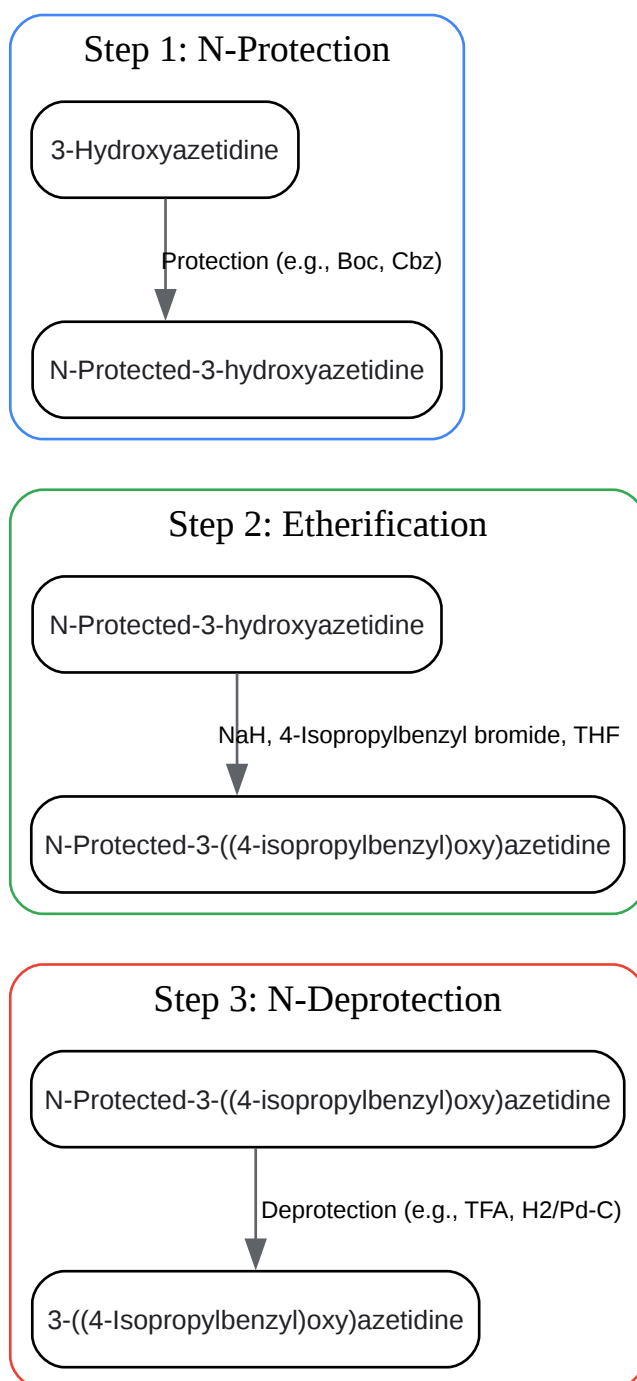 Step 1: N-Protection
3-Hydroxyazetidine
Protection (e.g., Boc, Cbz)
N-Protected-3-hydroxyazetidine
Step 2: Etherification
N-Protected-3-hydroxyazetidine
NaH, 4-Isopropylbenzyl bromide, THF
N-Protected-3-((4-isopropylbenzyl)oxy)azetidine
Step 3: N-Deprotection
N-Protected-3-((4-isopropylbenzyl)oxy)azetidine
Deprotection (e.g., TFA, H2/Pd-C)
3-((4-Isopropylbenzyl)oxy)azetidine